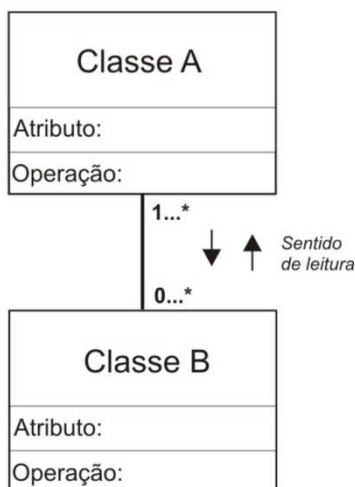 Classe A
Atributo:
Operação:
1...*
Sentido
de leitura
0...*
Classe B
Atributo:
Operação: